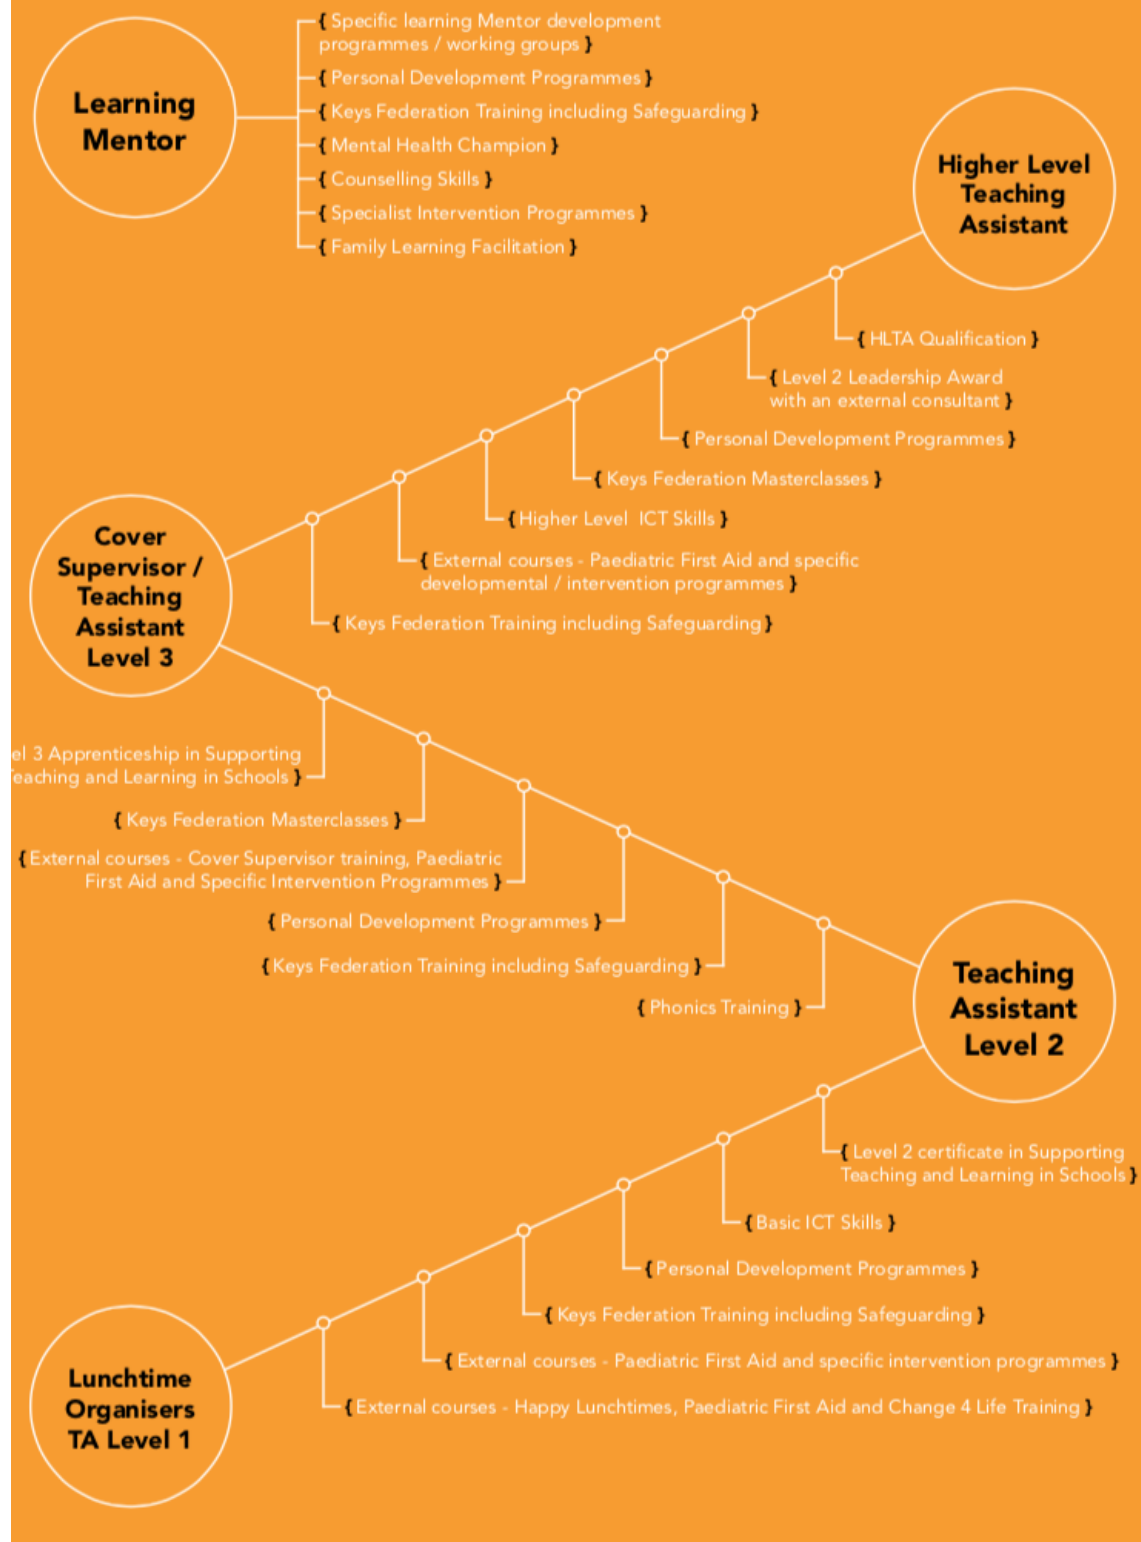 Learning
Mentor
{ Specific learning Mentor development
programmes / working groups }
{ Personal Development Programmes }
{ Keys Federation Training including Safeguarding }
{ Mental Health Champion }
{ Counselling Skills }
{ Specialist Intervention Programmes }
{ Family Learning Facilitation }
Higher Level
Teaching
Assistant
{ HLTA Qualification }
{ Level 2 Leadership Award
with an external consultant }
{ Personal Development Programmes }
{ Keys Federation Masterclasses }
{ Higher Level ICT Skills }
{ External courses - Paediatric First Aid and specific
developmental / intervention programmes }
{ Keys Federation Training including Safeguarding }
Cover
Supervisor /
Teaching
Assistant
Level 3
el 3 Apprenticeship in Supporting
Teaching and Learning in Schools }
{ Keys Federation Masterclasses }
{ External courses - Cover Supervisor training, Paediatric
First Aid and Specific Intervention Programmes }
{ Personal Development Programmes }
{ Keys Federation Training including Safeguarding }
{ Phonics Training }
Teaching
Assistant
Level 2
{ Level 2 certificate in Supporting
Teaching and Learning in Schools }
{ Basic ICT Skills }
{ Personal Development Programmes }
{ Keys Federation Training including Safeguarding }
{ External courses - Paediatric First Aid and specific intervention programmes }
{ External courses - Happy Lunchtimes, Paediatric First Aid and Change 4 Life Training }
Lunchtime
Organisers
TA Level 1